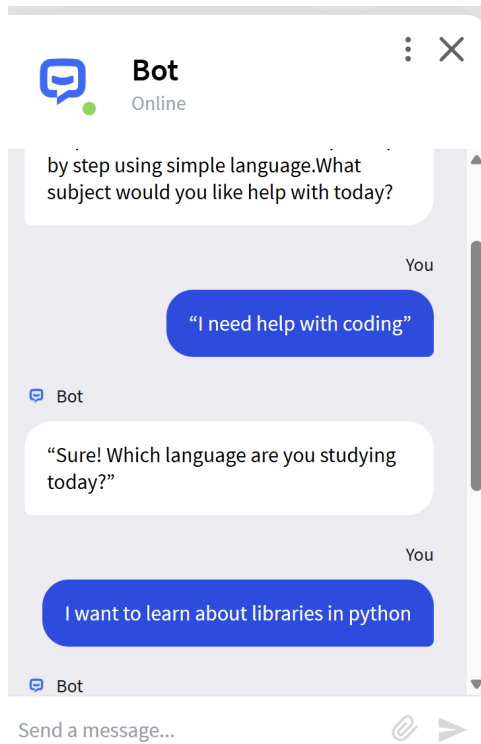 Bot
Online
by step using simple language.What
subject would you like help with today?
You
“I need help with coding”
Bot
“Sure! Which language are you studying
today?”
You
I want to learn about libraries in python
Bot
Send a message...